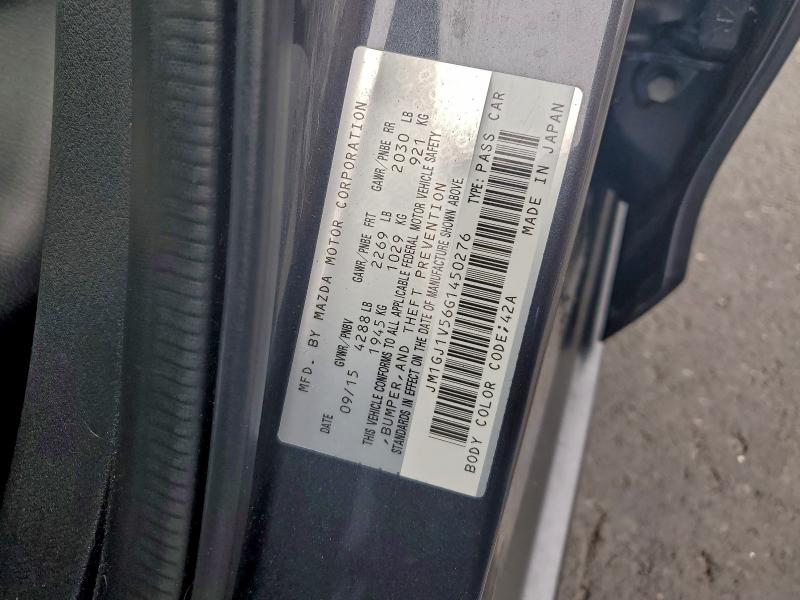 MFD. BY MAZDA MOTOR CORPORATION
DATE GVWR/PNBV GAWR/PNBE FRT GAWR/PNBE RR
09/15 4288 LB 2269 LB 2030 LB
1945 KG 1029 KG 921 KG
THIS VEHICLE CONFORMS TO ALL APPLICABLE FEDERAL MOTOR VEHICLE SAFETY
,BUMPER, AND THEFT PREVENTION
STANDARDS IN EFFECT ON THE DATE OF MANUFACTURE SHOWN ABOVE.
JM1GJ1V56G1450276 TYPE: PASS CAR
BODY COLOR CODE;42A MADE IN JAPAN